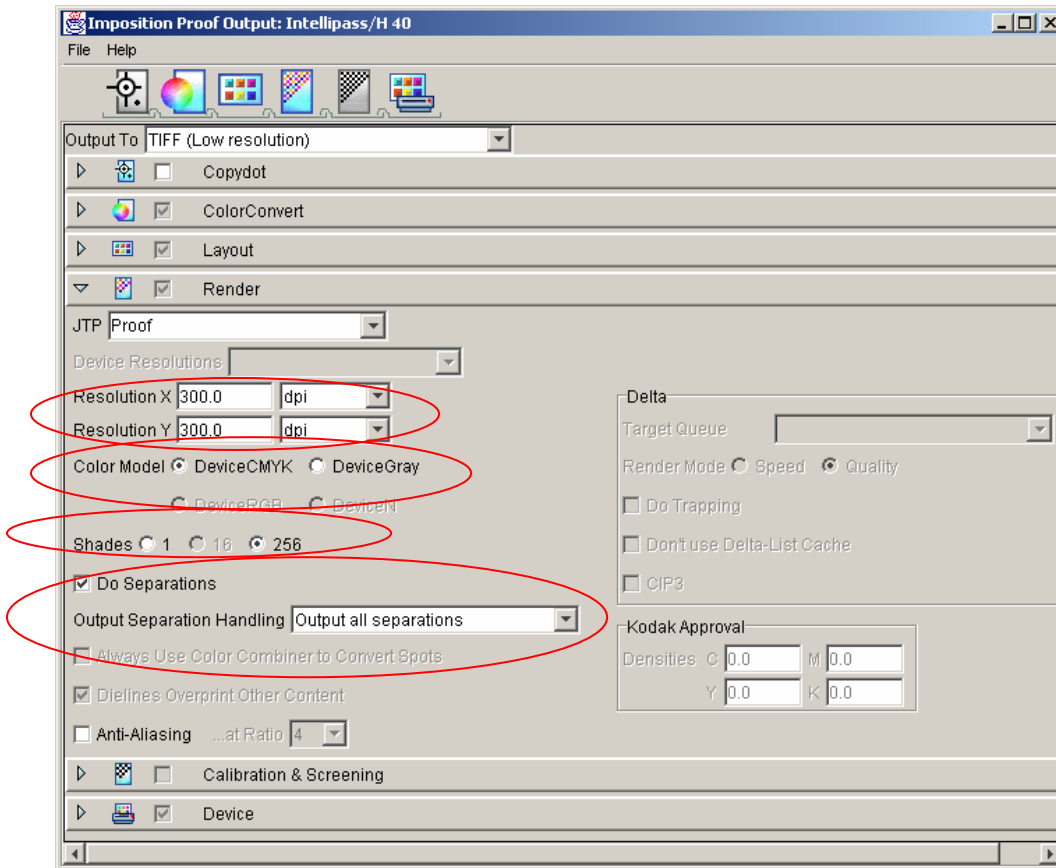 Imposition Proof Output: Intellipass/H 40
File Help
Output To TIFF (Low resolution)
Copydot
ColorConvert
Layout
Render
JTP Proof
Device Resolutions
Resolution X 300.0 dpi
Resolution Y 300.0 dpi
Color Model DeviceCMYK DeviceGray
DeviceRGB DeviceN
Shades 1 16 256
Do Separations
Output Separation Handling Output all separations
Always Use Color Combiner to Convert Spots
Dielines Overprint Other Content
Anti-Aliasing ...at Ratio 4
Delta
Target Queue
Render Mode Speed Quality
Do Trapping
Don't use Delta-List Cache
CIP3
Kodak Approval
Densities C 0.0 M 0.0
Y 0.0 K 0.0
Calibration & Screening
Device